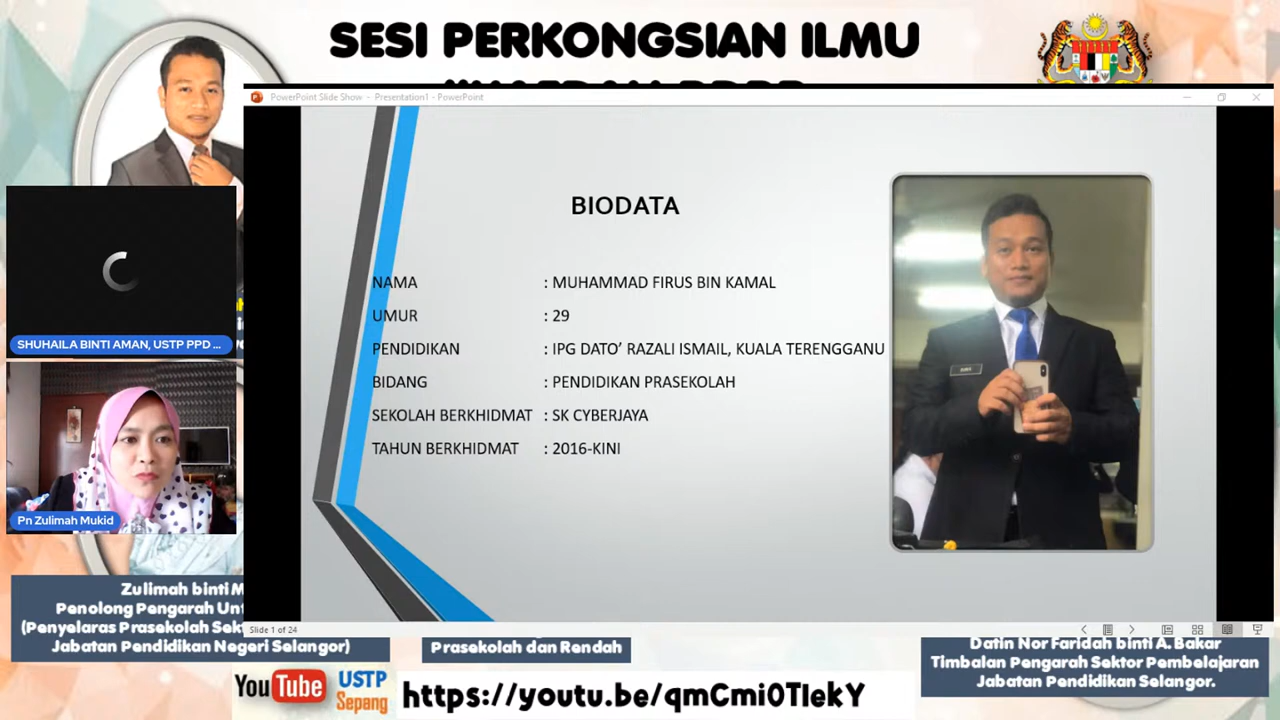 SESI PERKONGSIAN ILMU
PowerPoint Slide Show - Presentation1 - PowerPoint
BIODATA
NAMA : MUHAMMAD FIRUS BIN KAMAL
UMUR : 29
PENDIDIKAN : IPG DATO’ RAZALI ISMAIL, KUALA TERENGGANU
BIDANG : PENDIDIKAN PRASEKOLAH
SEKOLAH BERKHIDMAT : SK CYBERJAYA
TAHUN BERKHIDMAT : 2016-KINI
SHUHAILA BINTI AMAN, USTP PPD ...
Pn Zulimah Mukid
Slide 1 of 24
Zulimah binti M
Penolong Pengarah Un
(Penyelaras Prasekolah Sek
Jabatan Pendidikan Negeri Selangor)
Prasekolah dan Rendah
Datin Nor Faridah binti A. Bakar
Timbalan Pengarah Sektor Pembelajaran
Jabatan Pendidikan Selangor.
YouTube
USTP
Sepang
https://youtu.be/qmCmi0TIekY